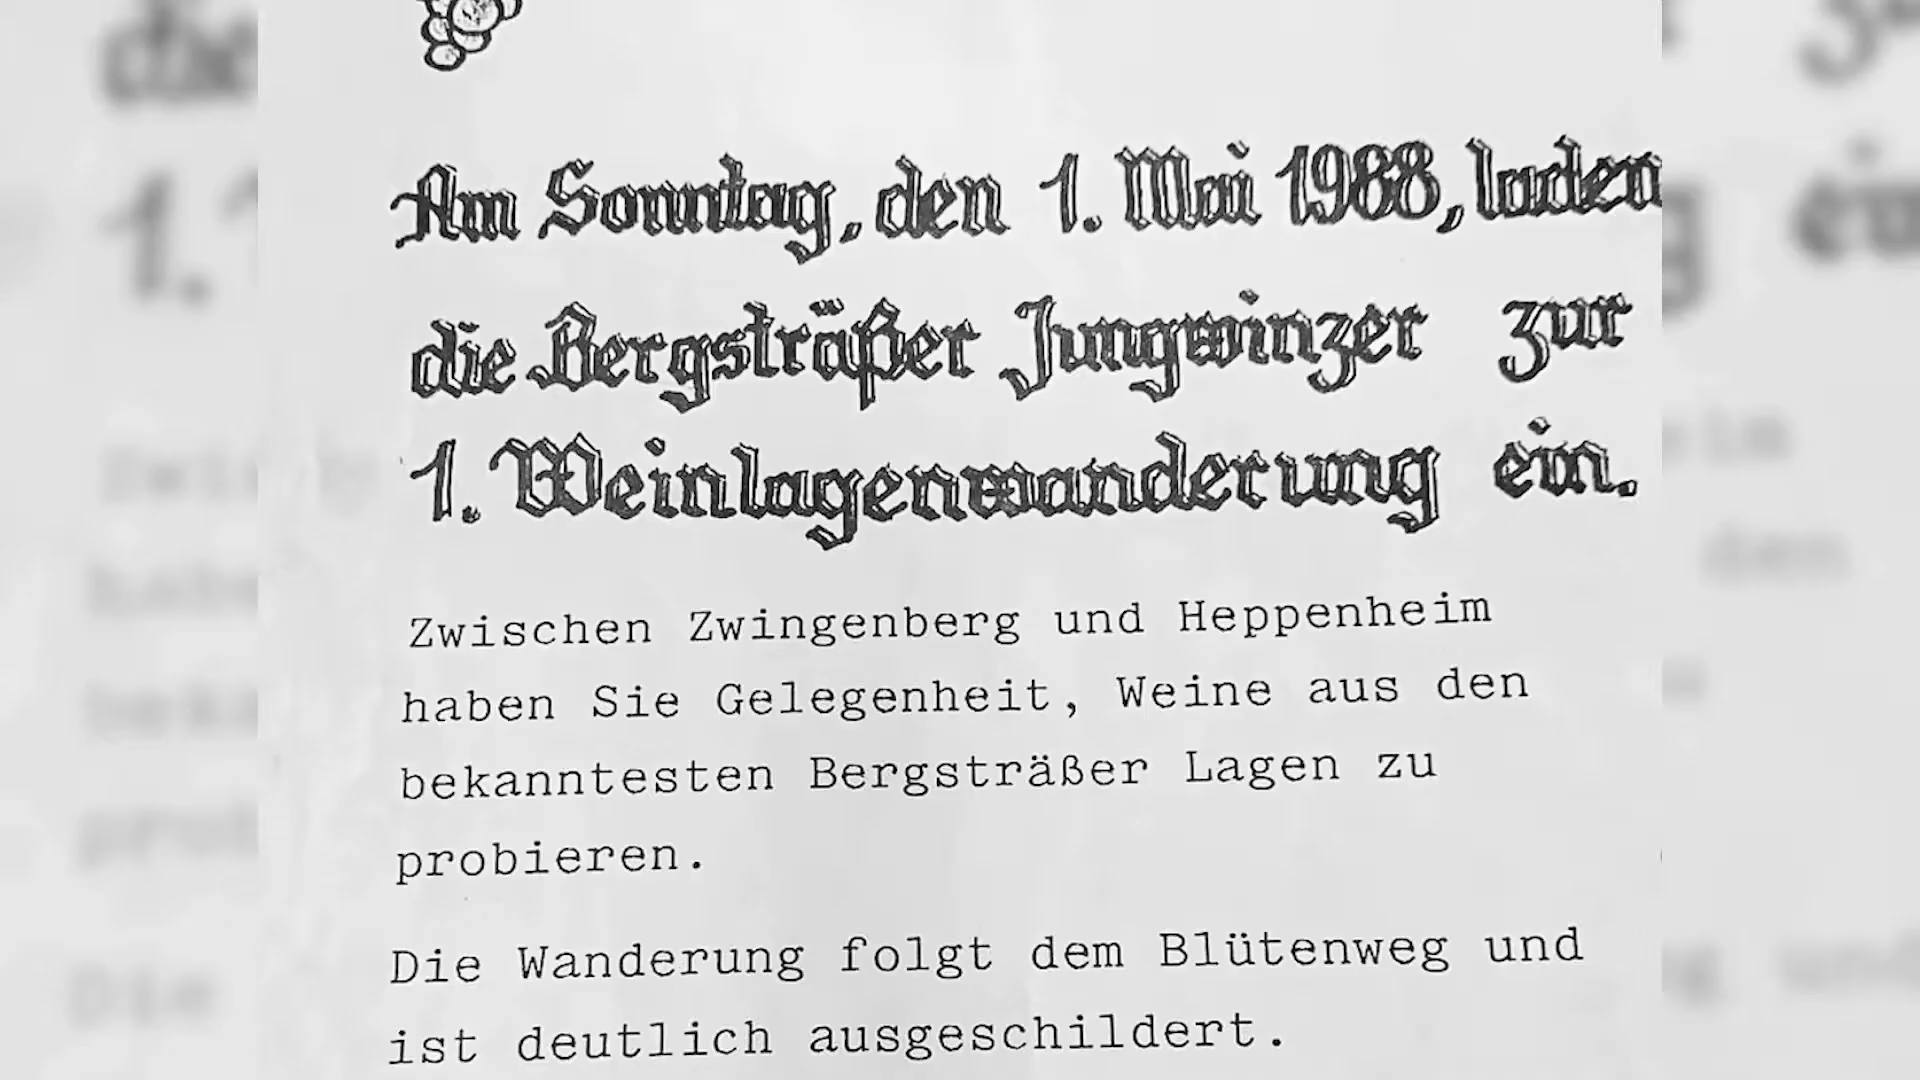 Am Sonntag, den 1. Mai 1988, laden
die Bergsträßer Jungwinzer zur
1. Weinlagenwanderung ein.
Zwischen Zwingenberg und Heppenheim
haben Sie Gelegenheit, Weine aus den
bekanntesten Bergsträßer Lagen zu
probieren.
Die Wanderung folgt dem Blütenweg und
ist deutlich ausgeschildert.